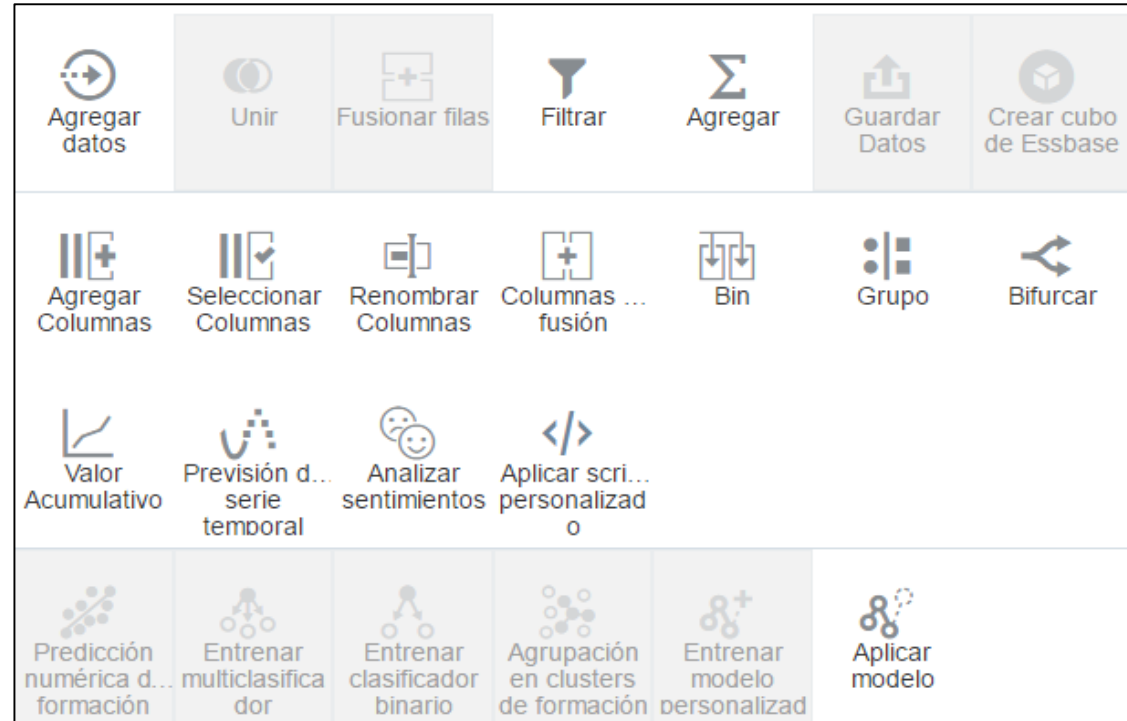 Agregar
datos
Unir
Fusionar filas
Filtrar
Agregar
Guardar
Datos
Crear cubo
de Essbase
Agregar
Columnas
Seleccionar
Columnas
Renombrar
Columnas
Columnas ...
fusión
Bin
Grupo
Bifurcar
Valor
Acumulativo
Previsión d...
serie
temporal
Analizar
sentimientos
Aplicar scri...
personalizad
o
Predicción
numérica d...
formación
Entrenar
multiclasifica
dor
Entrenar
clasificador
binario
Agrupación
en clusters
de formación
Entrenar
modelo
personalizad
Aplicar
modelo